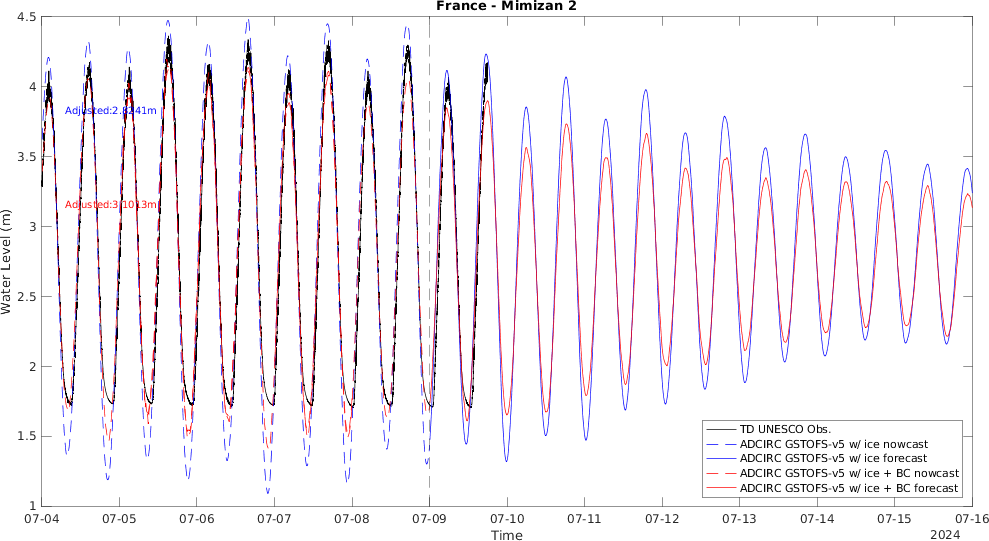 France - Mimizan 2
4.5
4
3.5
3
2.5
2
1.5
1
Water Level (m)
Adjusted:3.1013m
TD UNESCO Obs.
ADCIRC GSTOFS-v5 w/ ice nowcast
ADCIRC GSTOFS-v5 w/ ice forecast
ADCIRC GSTOFS-v5 w/ ice + BC nowcast
ADCIRC GSTOFS-v5 w/ ice + BC forecast
07-04 07-05 07-06 07-07 07-08 07-09 07-10 07-11 07-12 07-13 07-14 07-15 07-16
Time
2024